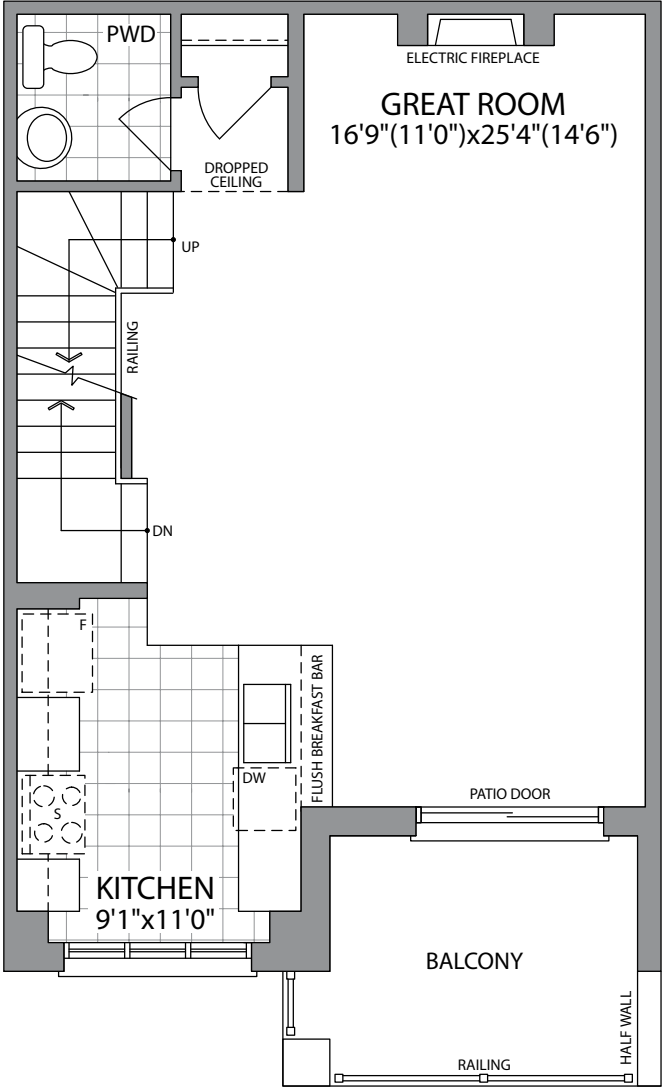 PWD
ELECTRIC FIREPLACE
GREAT ROOM
16'9"(11'0")x25'4"(14'6")
DROPPED
CEILING
UP
RAILING
DN
F
FLUSH BREAKFAST BAR
DW
S
PATIO DOOR
KITCHEN
9'1"x11'0"
BALCONY
HALF WALL
RAILING